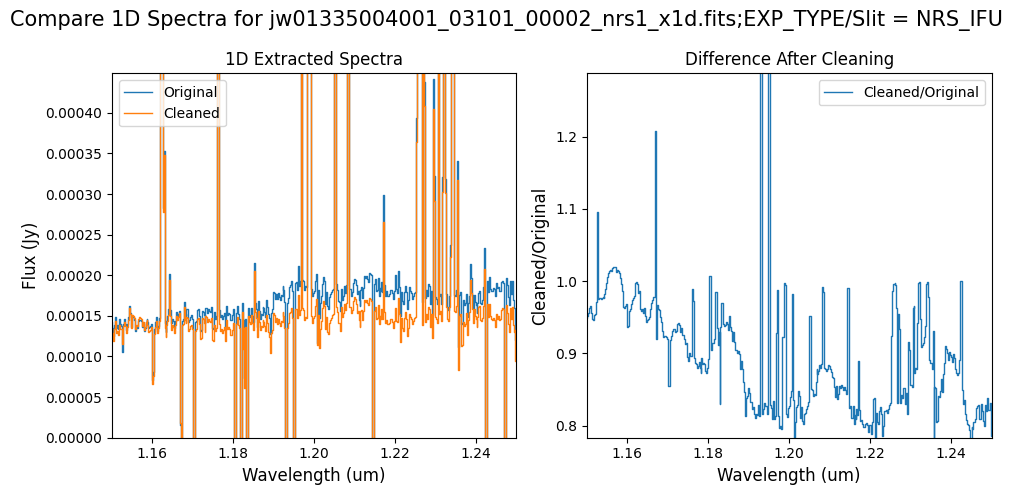 Compare 1D Spectra for jw01335004001_03101_00002_nrs1_x1d.fits;EXP_TYPE/Slit = NRS_IFU
1D Extracted Spectra
Original
Cleaned
Flux (Jy)
0.00040
0.00035
0.00030
0.00025
0.00020
0.00015
0.00010
0.00005
0.00000
1.16
1.18
1.20
1.22
1.24
Wavelength (um)
Difference After Cleaning
Cleaned/Original
Cleaned/Original
1.2
1.1
1.0
0.9
0.8
1.16
1.18
1.20
1.22
1.24
Wavelength (um)